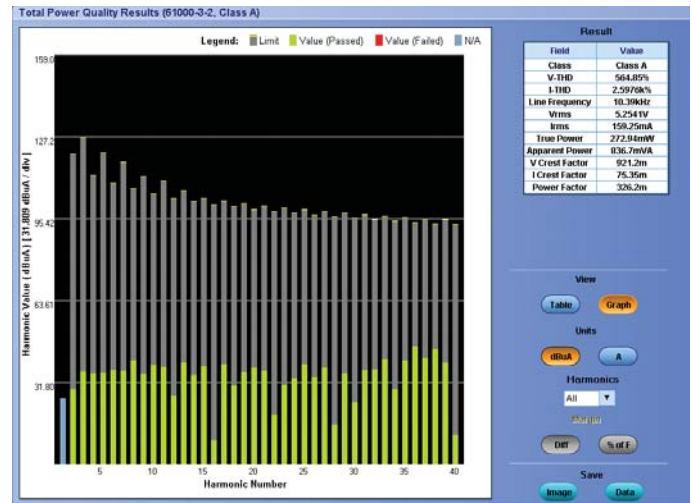 Total Power Quality Results (61000-3-2, Class A)
Legend: Limit Value (Passed) Value (Failed) N/A
159.0
127.2
95.42
63.61
31.80
Harmonic Value ( dBuA ) [ 31.809 dBuA / div ]
5 10 15 20 25 30 35 40
Harmonic Number
Result
Field Value
Class Class A
V-THD 564.85%
I-THD 2.5976k%
Line Frequency 10.39kHz
Vrms 5.2541V
Irms 159.25mA
True Power 272.94mW
Apparent Power 836.7mVA
V Crest Factor 921.2m
I Crest Factor 75.35m
Power Factor 326.2m
View
Table Graph
Units
dBuA A
Harmonics
All
Diff % of F
Save
Image Data